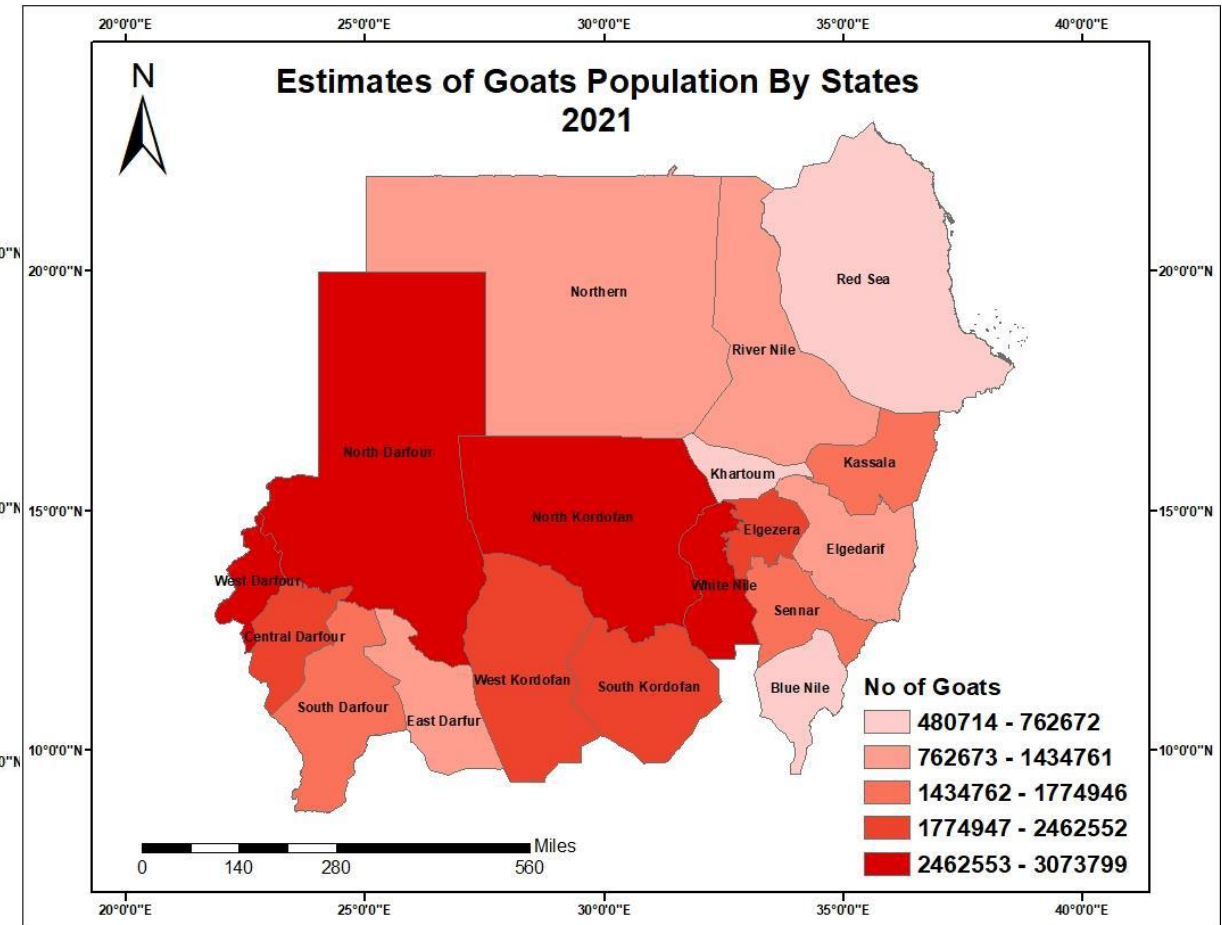 20°0'0"E 25°0'0"E 30°0'0"E 35°0'0"E 40°0'0"E
N
Estimates of Goats Population By States
2021
0"N
20°0'0"N
20°0'0"N
Red Sea
Northern
River Nile
North Darfour
Kassala
Khartoum
0"N
15°0'0"N
15°0'0"N
North Kordofan
Elgezera
Elgedarif
West Darfour
White Nile
Sennar
Central Darfour
West Kordofan
South Kordofan
Blue Nile
South Darfour
East Darfur
0"N
10°0'0"N
10°0'0"N
No of Goats
480714 - 762672
762673 - 1434761
1434762 - 1774946
1774947 - 2462552
2462553 - 3073799
Miles
0 140 280 560
20°0'0"E 25°0'0"E 30°0'0"E 35°0'0"E 40°0'0"E